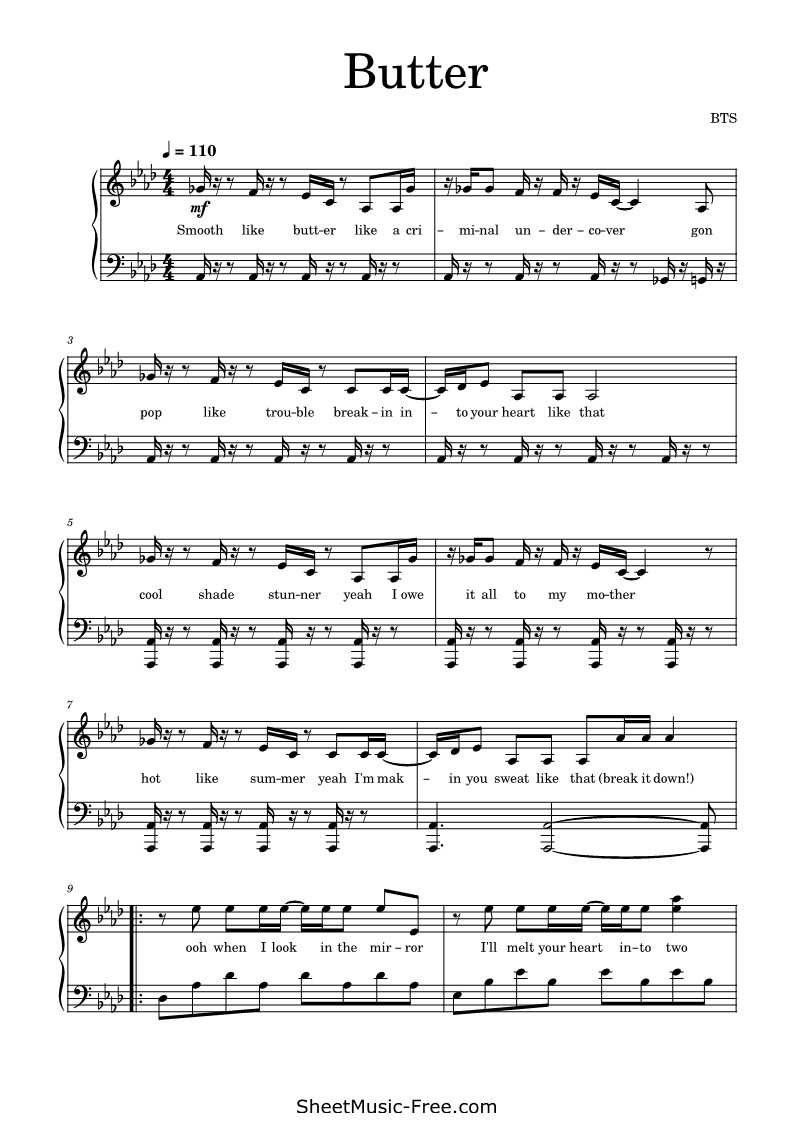 Butter
BTS
♩ = 110
mf
Smooth like butt-er like a cri - mi-nal un - der - co-ver gon
3
pop like trou-ble break-in in - to your heart like that
5
cool shade stun-ner yeah I owe it all to my mo-ther
7
hot like sum-mer yeah I'm mak - in you sweat like that (break it down!)
9
ooh when I look in the mir - ror I'll melt your heart in-to two
SheetMusic-Free.com